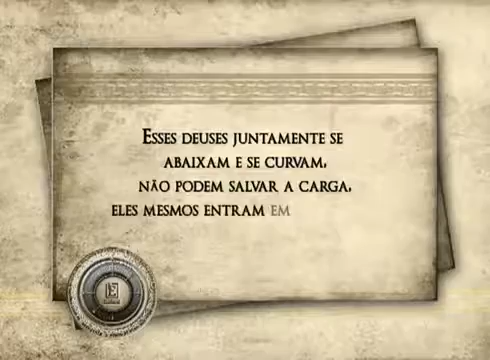 Esses deuses juntamente se
abaixam e se curvam,
não podem salvar a carga,
eles mesmos entram em